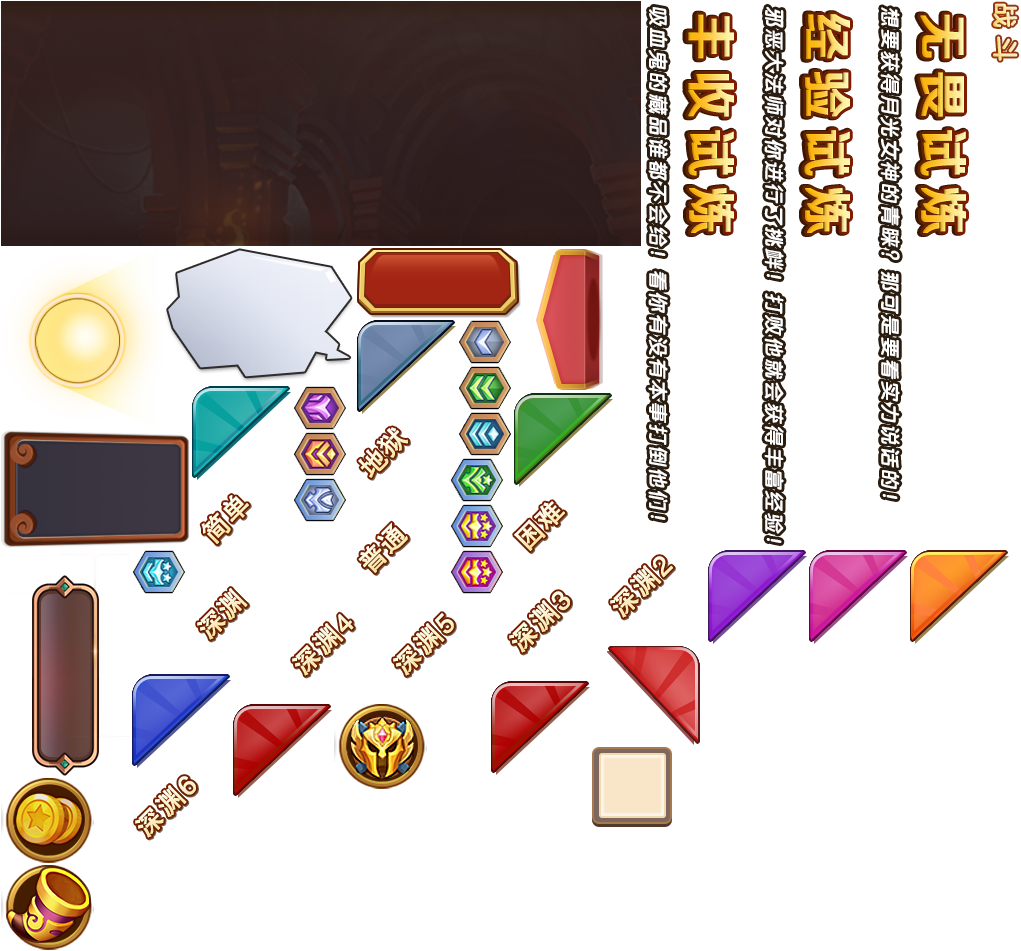 战斗
无畏试炼
想要获得月光女神的青睐？那可是要看实力说话的！
经验试炼
邪恶大法师对你进行了挑衅！打败他就会获得丰富经验！
丰收试炼
吸血鬼的藏品谁都不会给！看你有没有本事打倒他们！
地狱
简单
普通
困难
深渊
深渊4
深渊5
深渊3
深渊2
深渊6